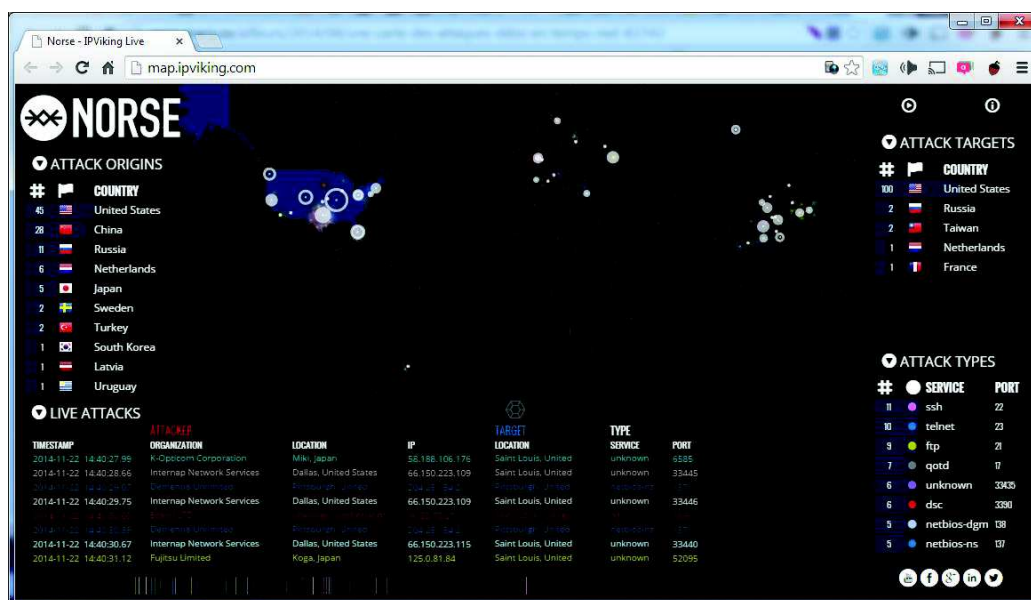 Norse - IPViking Live
map.ipviking.com
NORSE
ATTACK ORIGINS
# COUNTRY
45 United States
28 China
11 Russia
6 Netherlands
5 Japan
2 Sweden
2 Turkey
1 South Korea
1 Latvia
1 Uruguay
ATTACK TARGETS
# COUNTRY
100 United States
2 Russia
2 Taiwan
1 Netherlands
1 France
ATTACK TYPES
# SERVICE PORT
11 ssh 22
10 telnet 23
9 ftp 21
7 qotd 17
6 unknown 33435
6 dsc 3390
5 netbios-dgm 138
5 netbios-ns 137
LIVE ATTACKS
ATTACKER TARGET TYPE
TIMESTAMP ORGANIZATION LOCATION IP LOCATION SERVICE PORT
2014-11-22 14:40:27.99 K-Opticom Corporation Miki, Japan 58.188.106.176 Saint Louis, United unknown 6585
2014-11-22 14:40:28.66 Internap Network Services Dallas, United States 66.150.223.109 Saint Louis, United unknown 33445
2014-11-22 14:40:29.75 Internap Network Services Dallas, United States 66.150.223.109 Saint Louis, United unknown 33446
2014-11-22 14:40:30.67 Internap Network Services Dallas, United States 66.150.223.115 Saint Louis, United unknown 33440
2014-11-22 14:40:31.12 Fujitsu Limited Koga, Japan 125.0.81.84 Saint Louis, United unknown 52095